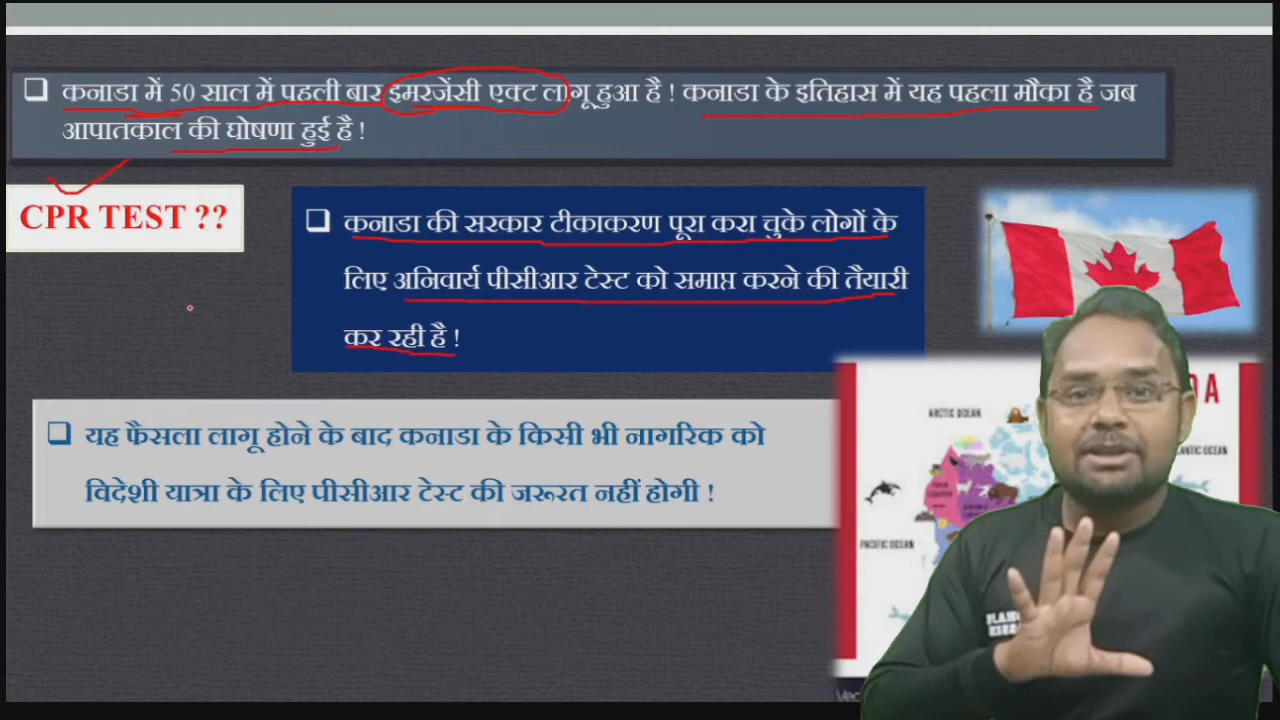 कनाडा में 50 साल में पहली बार इमरजेंसी एक्ट लागू हुआ है ! कनाडा के इतिहास में यह पहला मौका है जब
आपातकाल की घोषणा हुई है !
CPR TEST ??
कनाडा की सरकार टीकाकरण पूरा करा चुके लोगों के
लिए अनिवार्य पीसीआर टेस्ट को समाप्त करने की तैयारी
कर रही है !
यह फैसला लागू होने के बाद कनाडा के किसी भी नागरिक को
विदेशी यात्रा के लिए पीसीआर टेस्ट की जरूरत नहीं होगी !
ARCTIC OCEAN
PACIFIC OCEAN